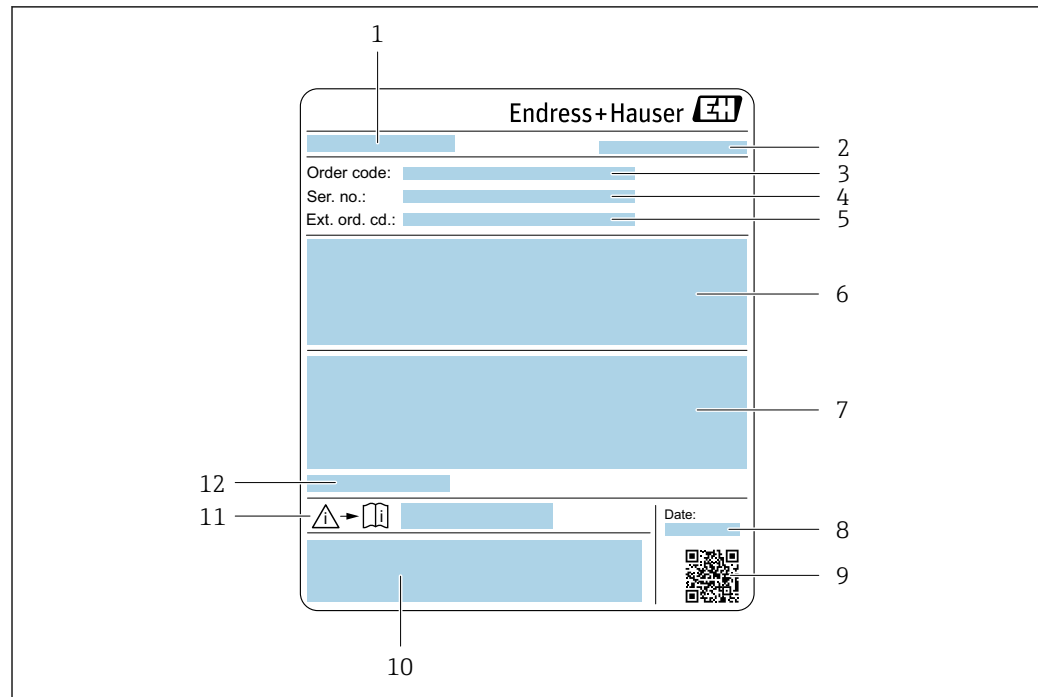 1
Endress+Hauser EH
2
Order code:
3
Ser. no.:
4
Ext. ord. cd.:
5
6
7
12
11
i i
Date:
8
9
10